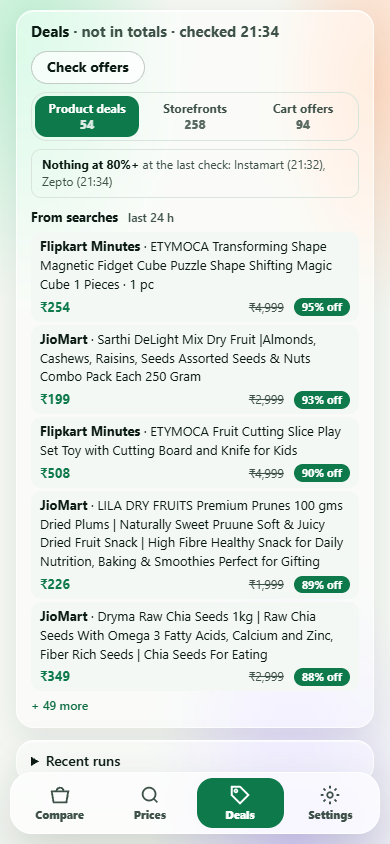 Deals · not in totals · checked 21:34
Check offers
Product deals
54
Storefronts
258
Cart offers
94
Nothing at 80%+ at the last check: Instamart (21:32),
Zepto (21:34)
From searches last 24 h
Flipkart Minutes · ETYMOCA Transforming Shape
Magnetic Fidget Cube Puzzle Shape Shifting Magic
Cube 1 Pieces · 1 pc
₹254 ₹4,999 95% off
JioMart · Sarthi DeLight Mix Dry Fruit |Almonds,
Cashews, Raisins, Seeds Assorted Seeds & Nuts
Combo Pack Each 250 Gram
₹199 ₹2,999 93% off
Flipkart Minutes · ETYMOCA Fruit Cutting Slice Play
Set Toy with Cutting Board and Knife for Kids
₹508 ₹4,999 90% off
JioMart · LILA DRY FRUITS Premium Prunes 100 gms
Dried Plums | Naturally Sweet Pruune Soft & Juicy
Dried Fruit Snack | High Fibre Healthy Snack for Daily
Nutrition, Baking & Smoothies Perfect for Gifting
₹226 ₹1,999 89% off
JioMart · Dryma Raw Chia Seeds 1kg | Raw Chia
Seeds With Omega 3 Fatty Acids, Calcium and Zinc,
Fiber Rich Seeds | Chia Seeds For Eating
₹349 ₹2,999 88% off
+ 49 more
Recent runs
Compare
Prices
Deals
Settings